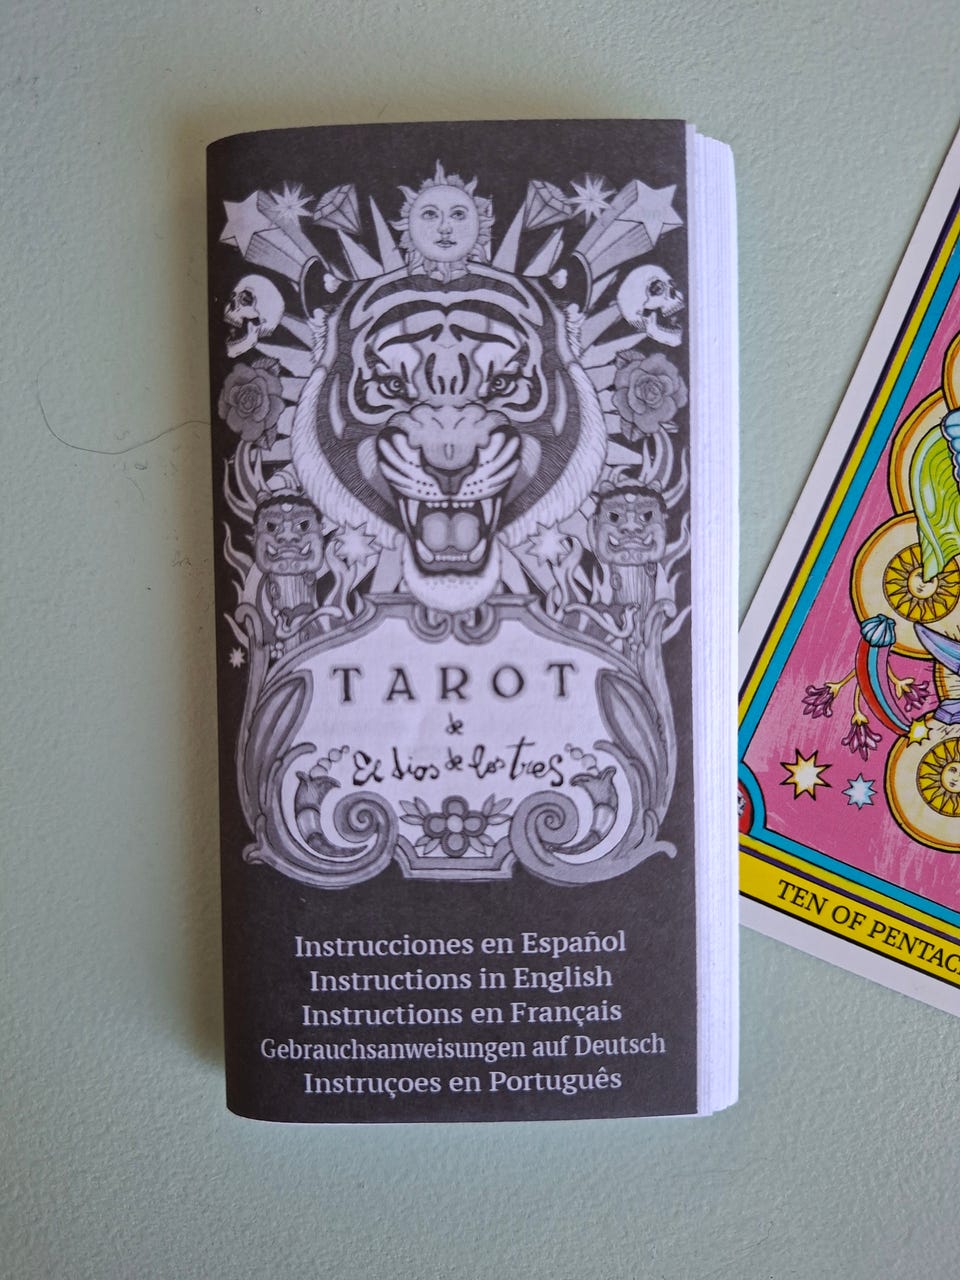 TAROT
de
El dios de los tres
Instrucciones en Español
Instructions in English
Instructions en Français
Gebrauchsanweisungen auf Deutsch
Instruçoes en Português
TEN OF PENTAC